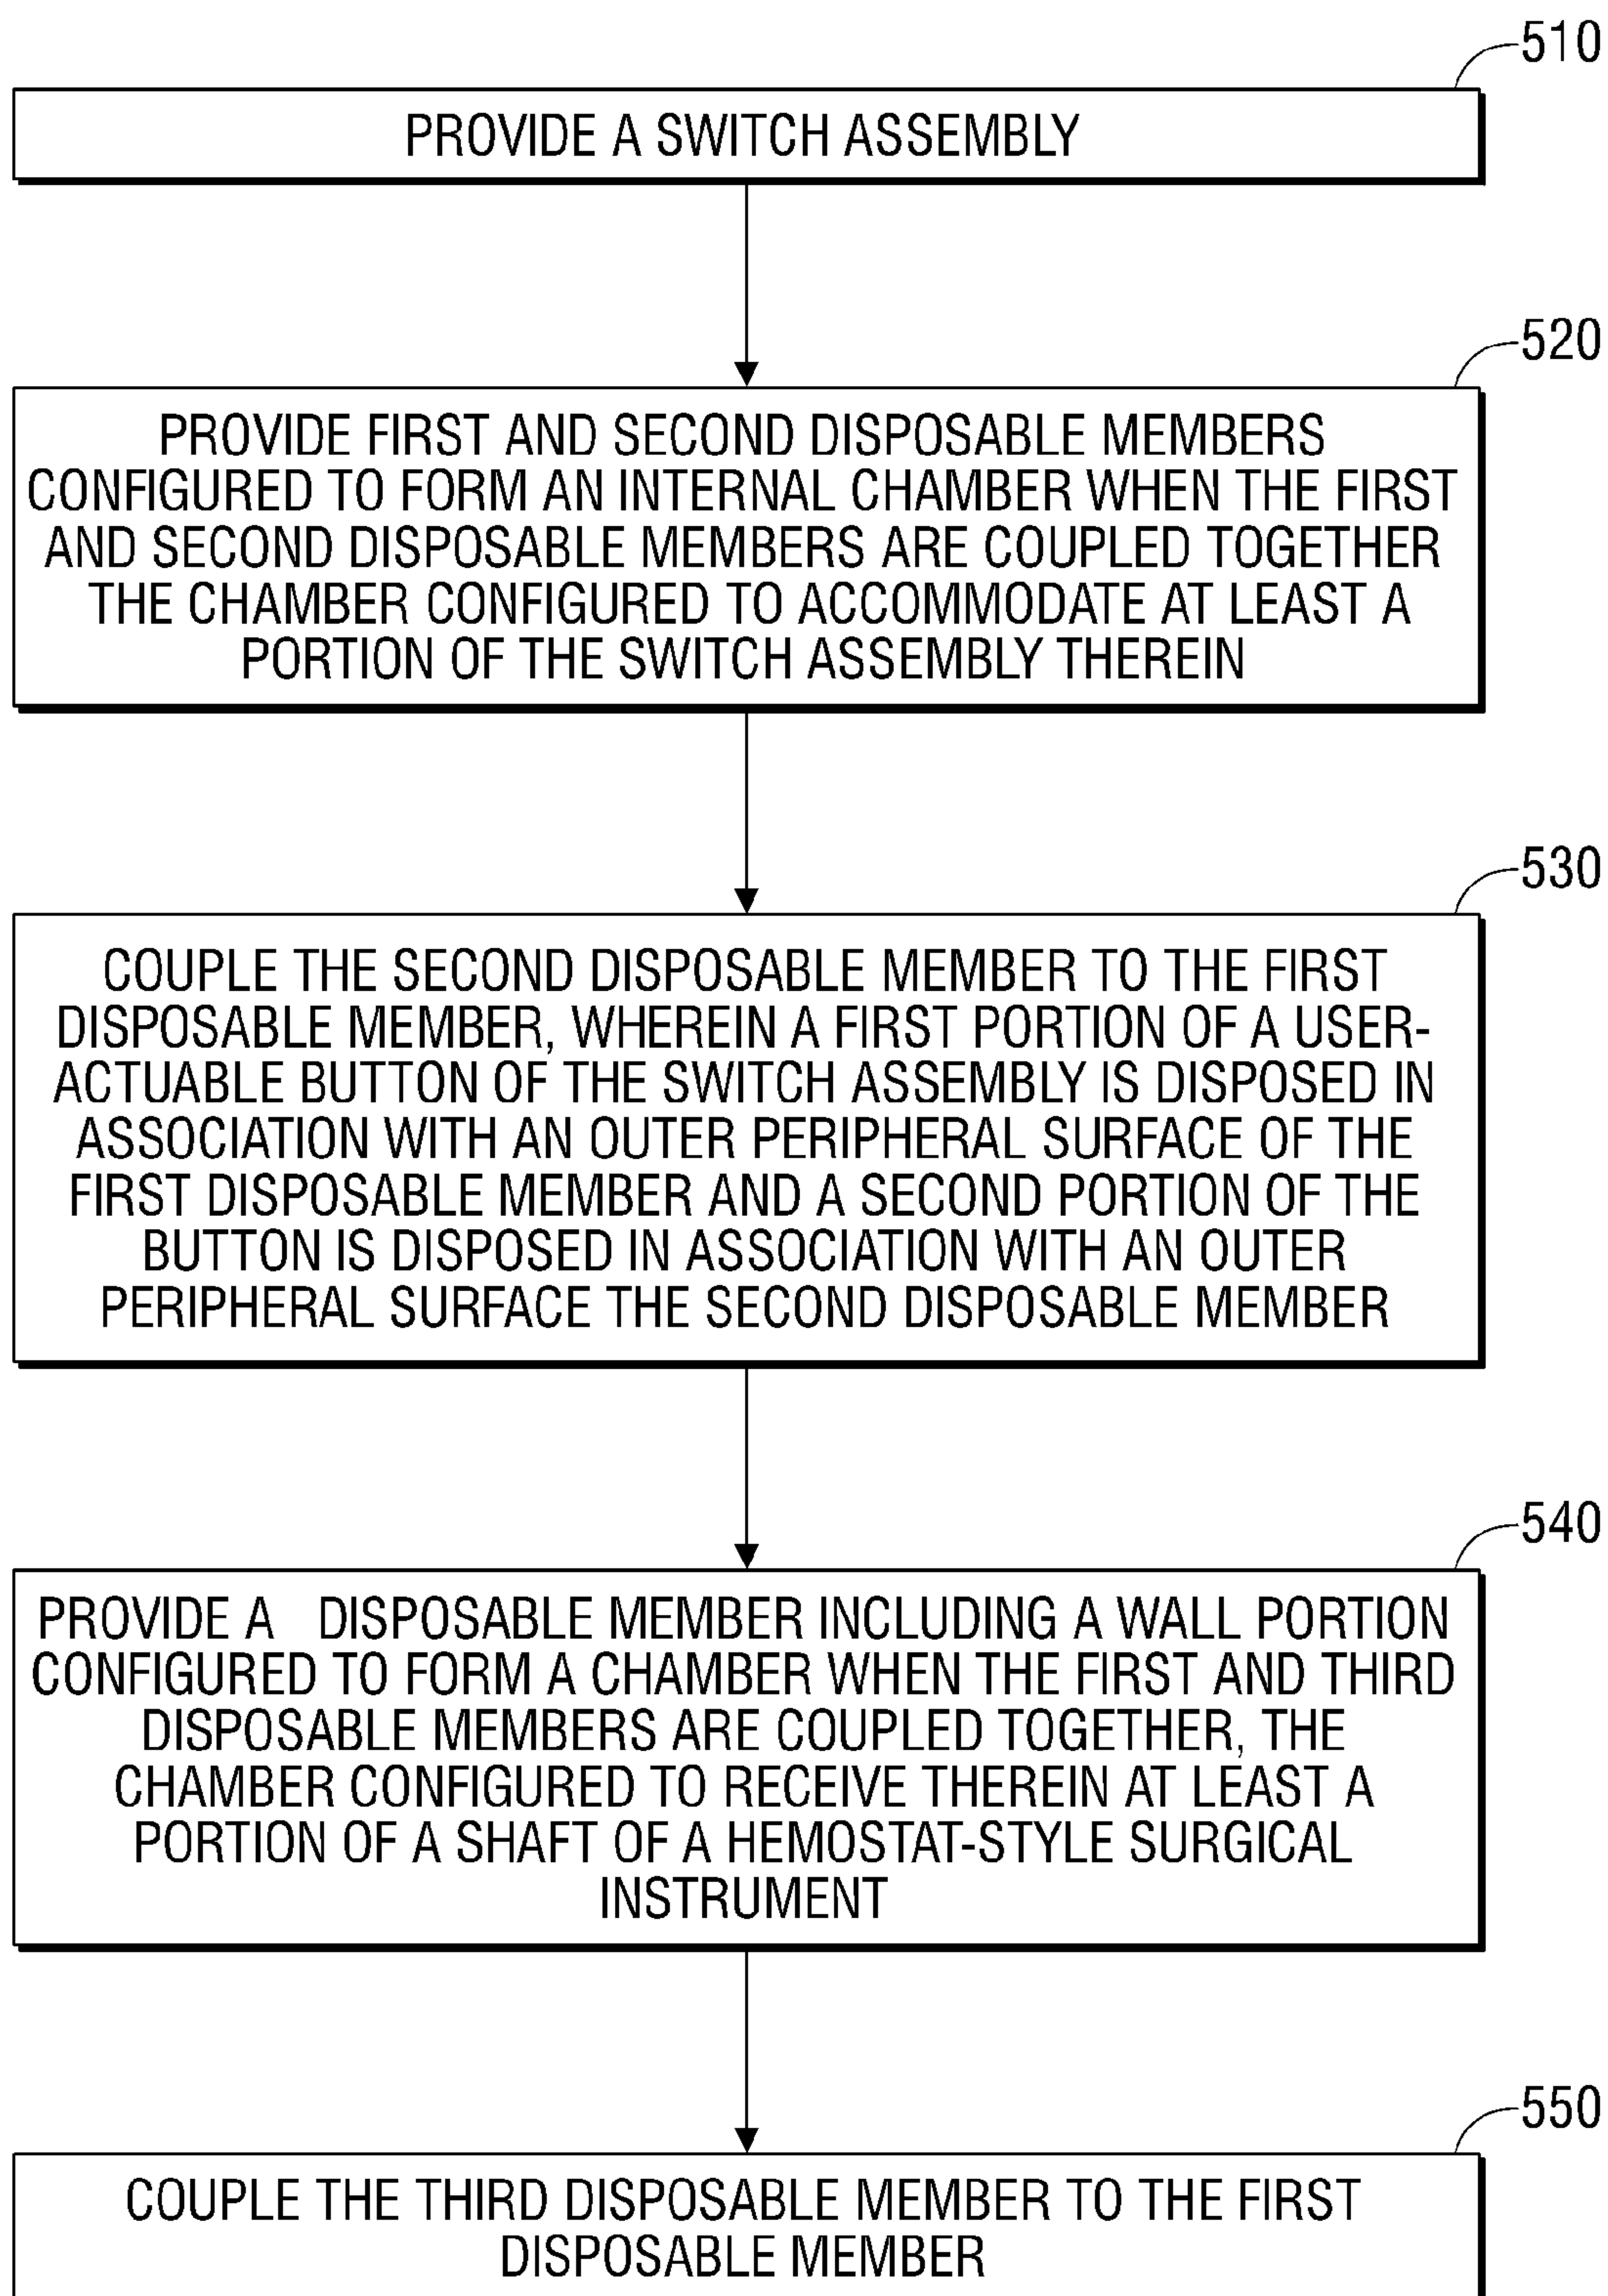 510
PROVIDE A SWITCH ASSEMBLY
520
PROVIDE FIRST AND SECOND DISPOSABLE MEMBERS
CONFIGURED TO FORM AN INTERNAL CHAMBER WHEN THE FIRST
AND SECOND DISPOSABLE MEMBERS ARE COUPLED TOGETHER
THE CHAMBER CONFIGURED TO ACCOMMODATE AT LEAST A
PORTION OF THE SWITCH ASSEMBLY THEREIN
530
COUPLE THE SECOND DISPOSABLE MEMBER TO THE FIRST
DISPOSABLE MEMBER, WHEREIN A FIRST PORTION OF A USER-
ACTUABLE BUTTON OF THE SWITCH ASSEMBLY IS DISPOSED IN
ASSOCIATION WITH AN OUTER PERIPHERAL SURFACE OF THE
FIRST DISPOSABLE MEMBER AND A SECOND PORTION OF THE
BUTTON IS DISPOSED IN ASSOCIATION WITH AN OUTER
PERIPHERAL SURFACE THE SECOND DISPOSABLE MEMBER
540
PROVIDE A DISPOSABLE MEMBER INCLUDING A WALL PORTION
CONFIGURED TO FORM A CHAMBER WHEN THE FIRST AND THIRD
DISPOSABLE MEMBERS ARE COUPLED TOGETHER, THE
CHAMBER CONFIGURED TO RECEIVE THEREIN AT LEAST A
PORTION OF A SHAFT OF A HEMOSTAT-STYLE SURGICAL
INSTRUMENT
550
COUPLE THE THIRD DISPOSABLE MEMBER TO THE FIRST
DISPOSABLE MEMBER